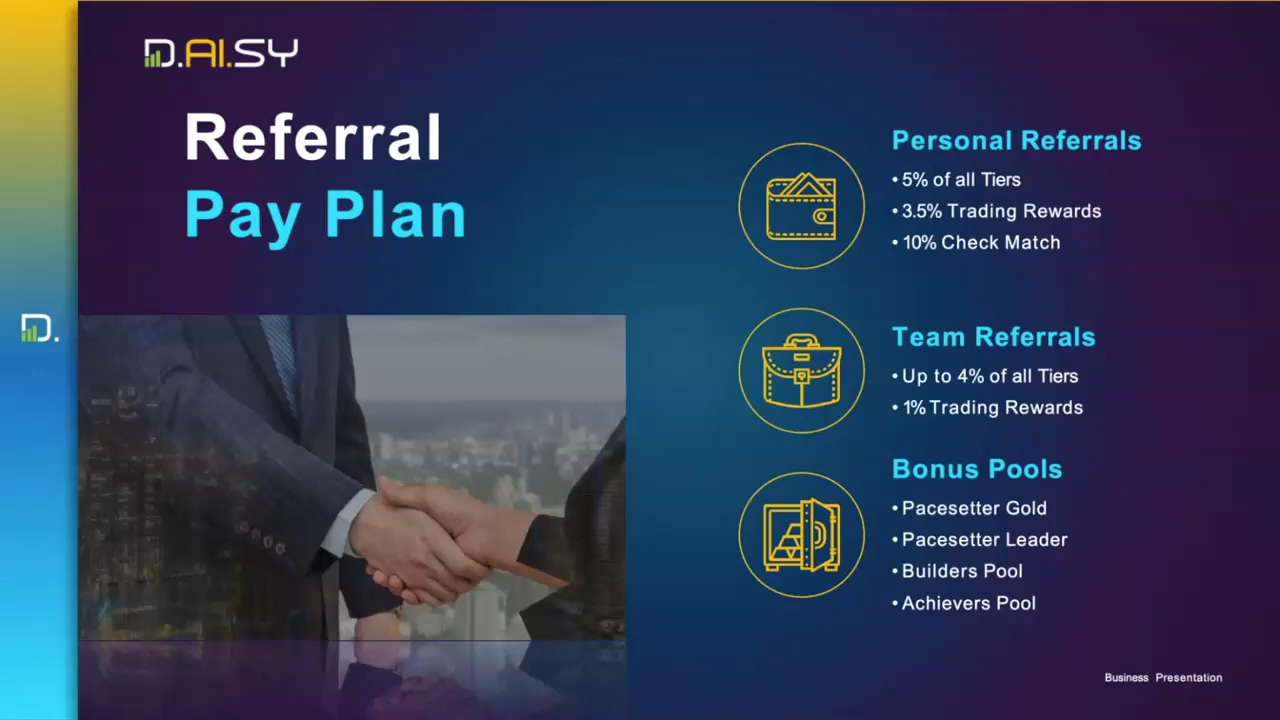 D.AI.SY
Referral
Pay Plan
D.
Personal Referrals
• 5% of all Tiers
• 3.5% Trading Rewards
• 10% Check Match
Team Referrals
• Up to 4% of all Tiers
• 1% Trading Rewards
Bonus Pools
• Pacesetter Gold
• Pacesetter Leader
• Builders Pool
• Achievers Pool
Business Presentation